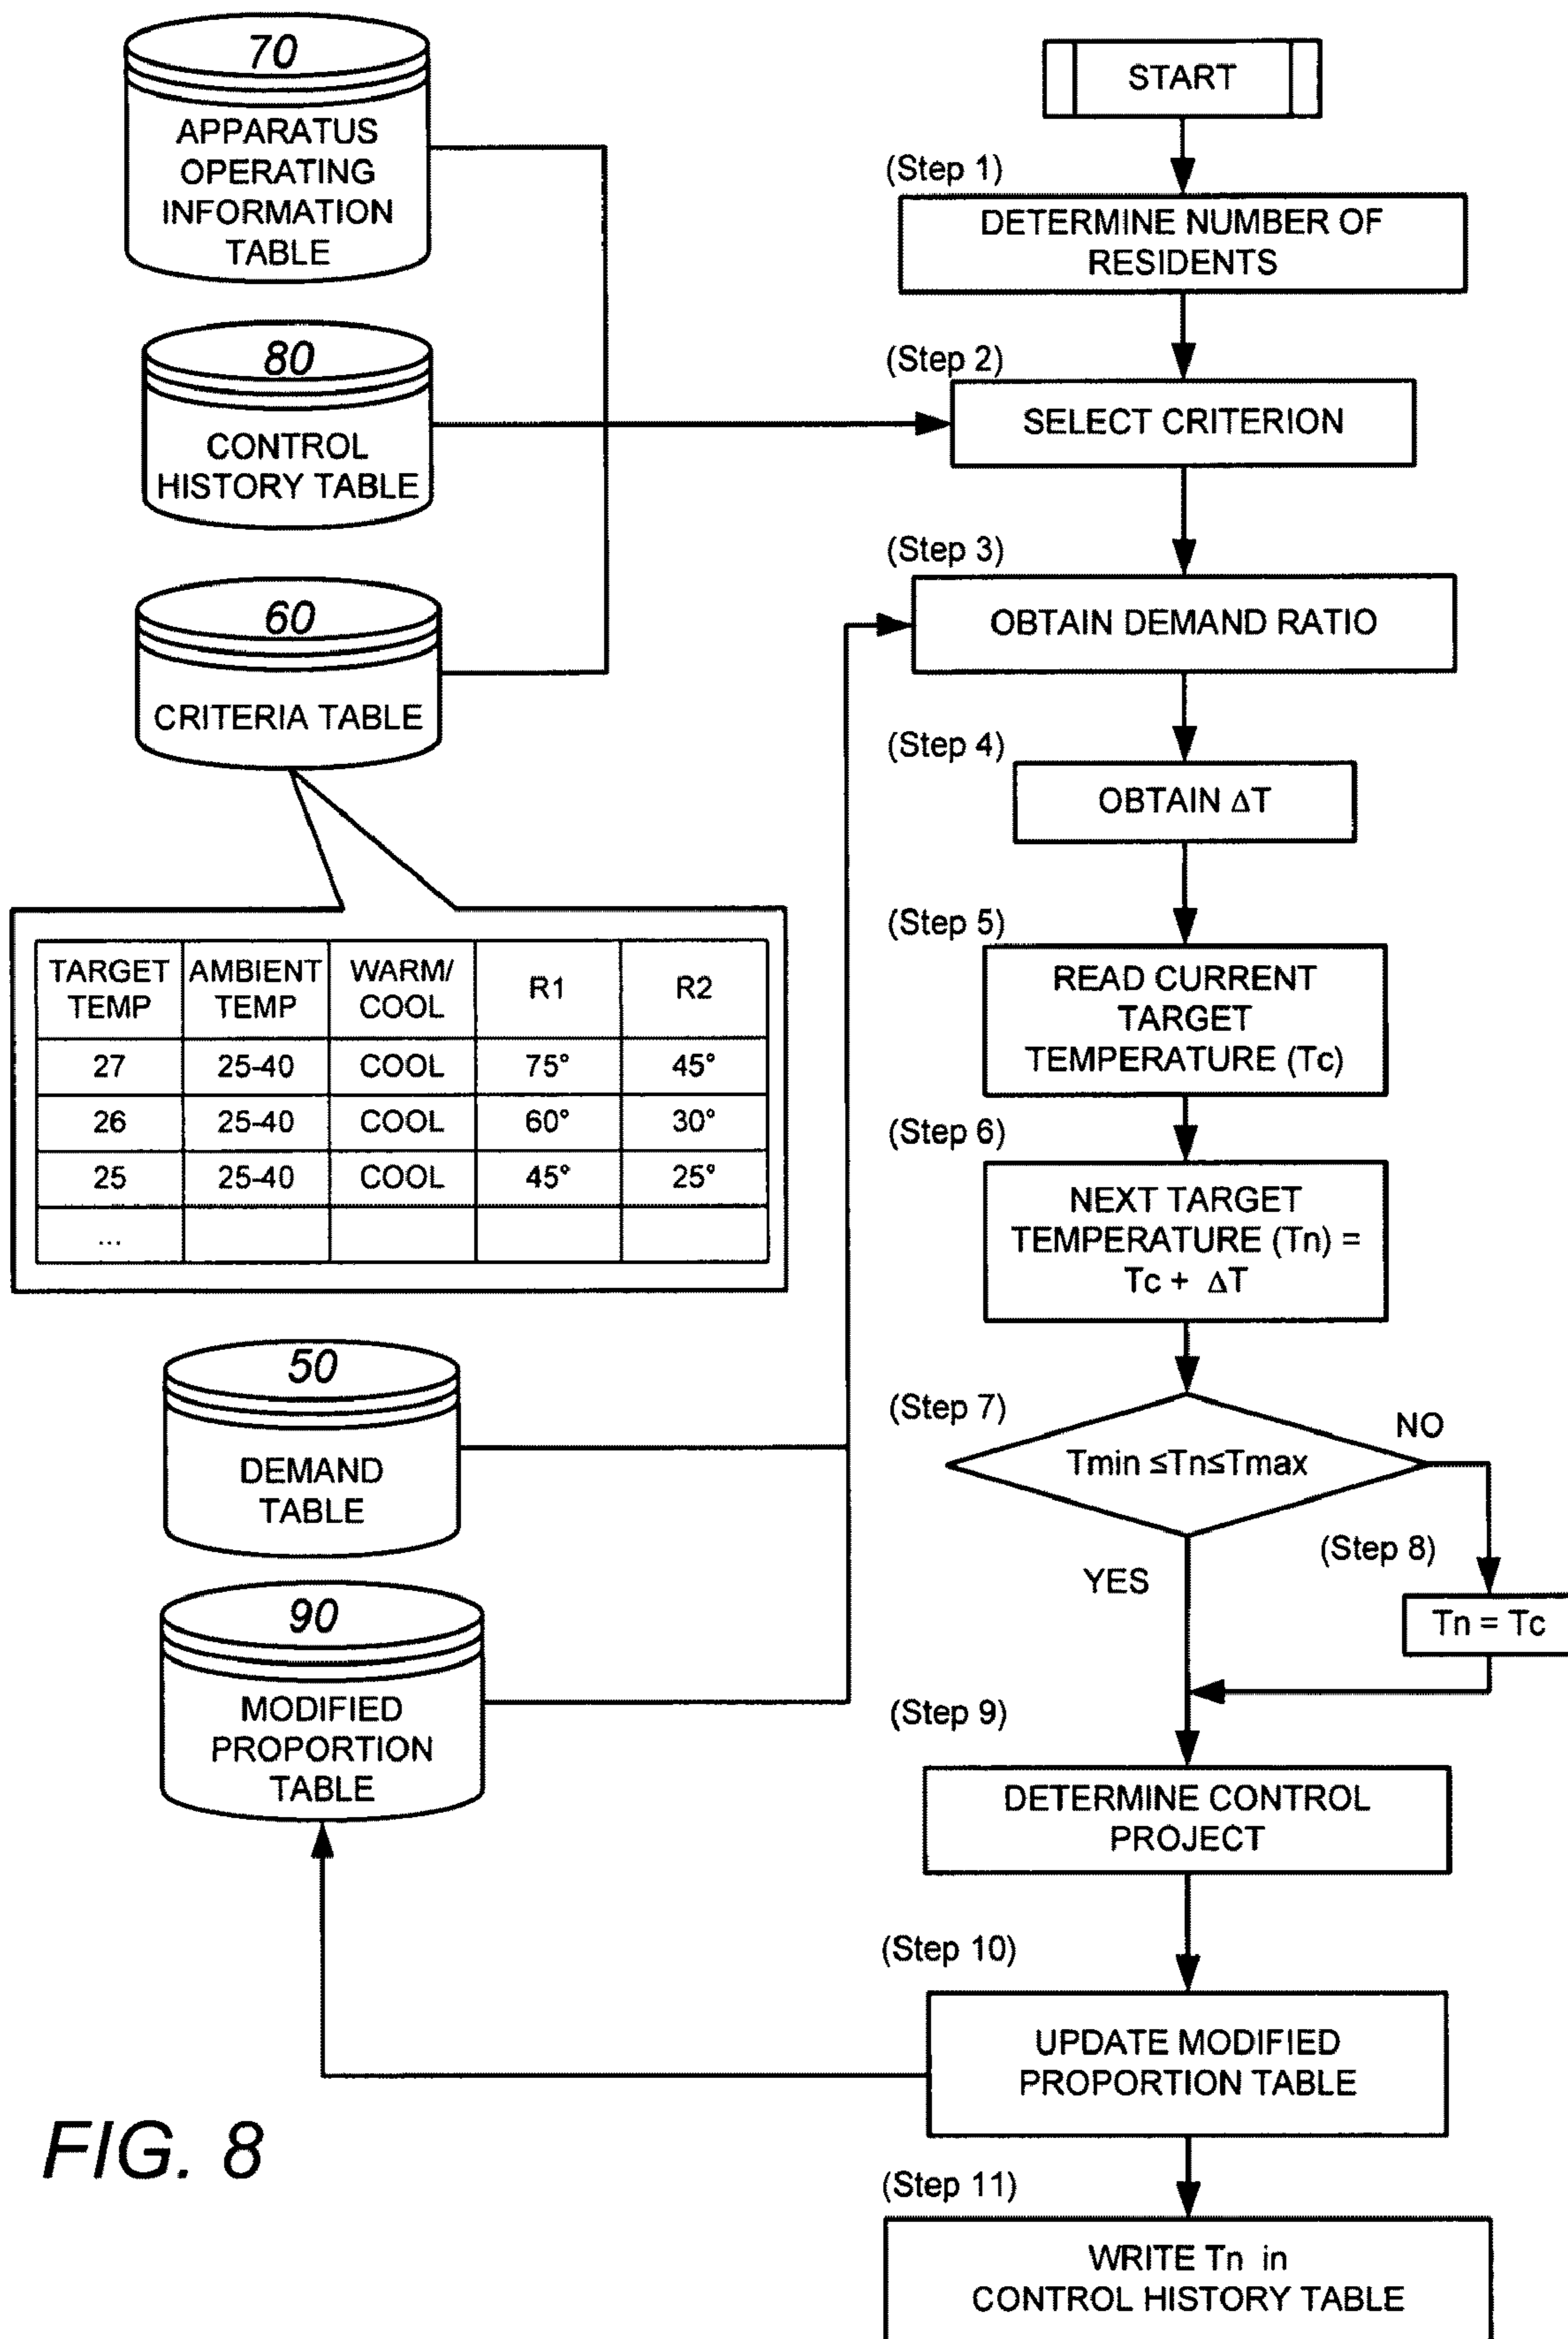 70
APPARATUS
OPERATING
INFORMATION
TABLE
80
CONTROL
HISTORY TABLE
60
CRITERIA TABLE
TARGET TEMP AMBIENT TEMP WARM/ COOL R1 R2
27 25-40 COOL 75° 45°
26 25-40 COOL 60° 30°
25 25-40 COOL 45° 25°
...
50
DEMAND
TABLE
90
MODIFIED
PROPORTION
TABLE
START
(Step 1)
DETERMINE NUMBER OF
RESIDENTS
(Step 2)
SELECT CRITERION
(Step 3)
OBTAIN DEMAND RATIO
(Step 4)
OBTAIN ΔT
(Step 5)
READ CURRENT
TARGET
TEMPERATURE (Tc)
(Step 6)
NEXT TARGET
TEMPERATURE (Tn) =
Tc + ΔT
(Step 7)
Tmin ≤Tn≤Tmax
NO
YES
(Step 8)
Tn = Tc
(Step 9)
DETERMINE CONTROL
PROJECT
(Step 10)
UPDATE MODIFIED
PROPORTION TABLE
(Step 11)
WRITE Tn in
CONTROL HISTORY TABLE
FIG. 8